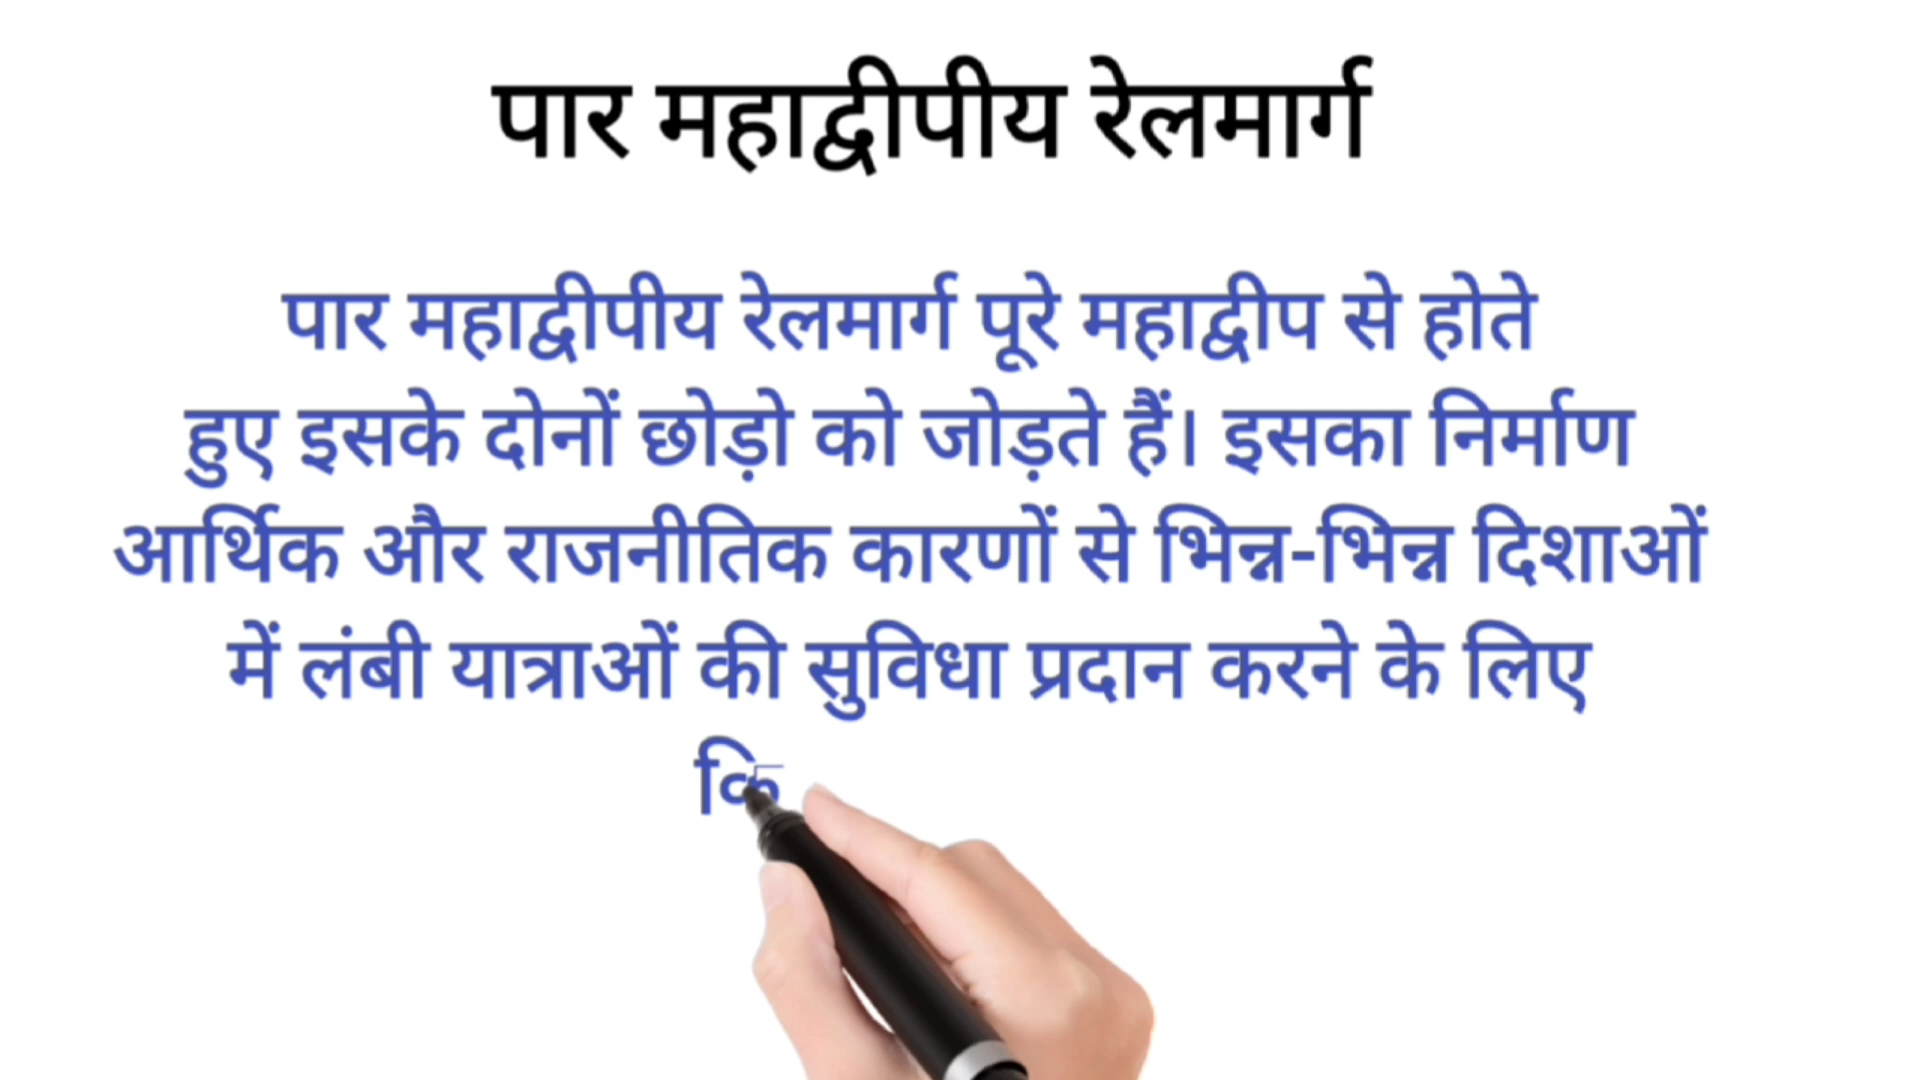 पार महाद्वीपीय रेलमार्ग
पार महाद्वीपीय रेलमार्ग पूरे महाद्वीप से होते
हुए इसके दोनों छोड़ो को जोड़ते हैं। इसका निर्माण
आर्थिक और राजनीतिक कारणों से भिन्न-भिन्न दिशाओं
में लंबी यात्राओं की सुविधा प्रदान करने के लिए
कि